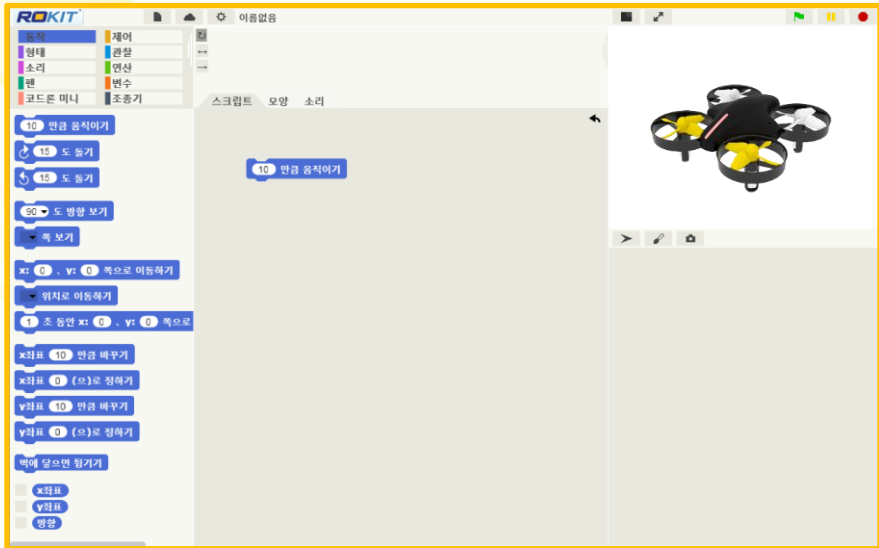 ROKIT 이름없음
동작 제어
형태 관찰
소리 연산
펜 변수
코드론 미니 조종기
스크립트 모양 소리
10 만큼 움직이기
15 도 돌기
15 도 돌기
10 만큼 움직이기
90 도 방향 보기
쪽 보기
x: 0 、 y: 0 쪽으로 이동하기
위치로 이동하기
1 초 동안 x: 0 、 y: 0 쪽으로
x좌표 10 만큼 바꾸기
x좌표 0 (으)로 정하기
y좌표 10 만큼 바꾸기
y좌표 0 (으)로 정하기
벽에 닿으면 튕기기
x좌표
y좌표
방향